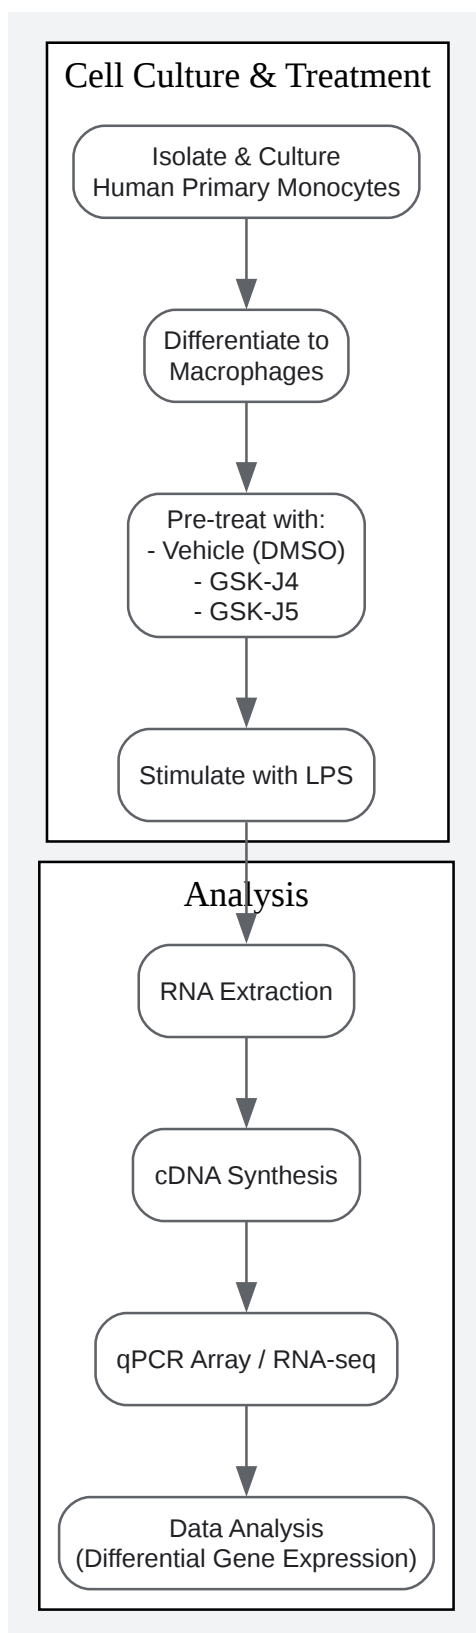 Cell Culture & Treatment
Isolate & Culture
Human Primary Monocytes
Differentiate to
Macrophages
Pre-treat with:
- Vehicle (DMSO)
- GSK-J4
- GSK-J5
Stimulate with LPS
Analysis
RNA Extraction
cDNA Synthesis
qPCR Array / RNA-seq
Data Analysis
(Differential Gene Expression)